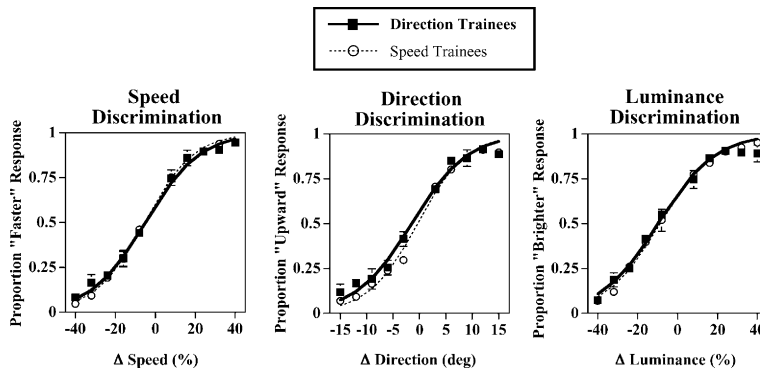 Direction Trainees
Speed Trainees
Speed
Discrimination
Proportion "Faster" Response
1
0.75
0.5
0.25
0
-40
-20
0
20
40
Δ Speed (%)
Direction
Discrimination
Proportion "Upward" Response
1
0.75
0.5
0.25
0
-15
-10
-5
0
5
10
15
Δ Direction (deg)
Luminance
Discrimination
Proportion "Brighter" Response
1
0.75
0.5
0.25
0
-40
-20
0
20
40
Δ Luminance (%)